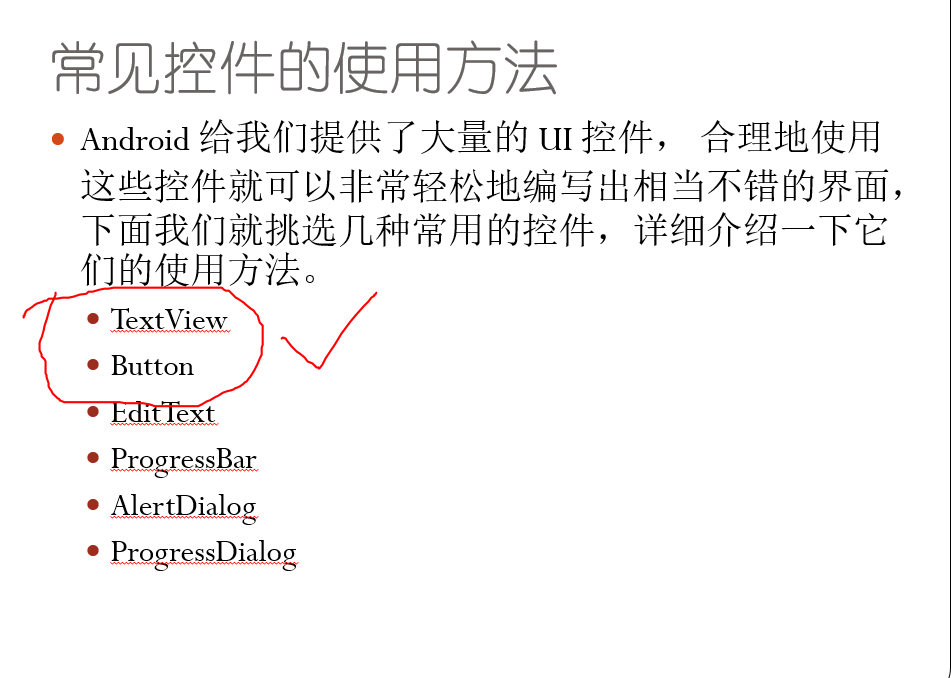 常见控件的使用方法
Android 给我们提供了大量的 UI 控件， 合理地使用
这些控件就可以非常轻松地编写出相当不错的界面，
下面我们就挑选几种常用的控件，详细介绍一下它
们的使用方法。
TextView
Button
EditText
ProgressBar
AlertDialog
ProgressDialog